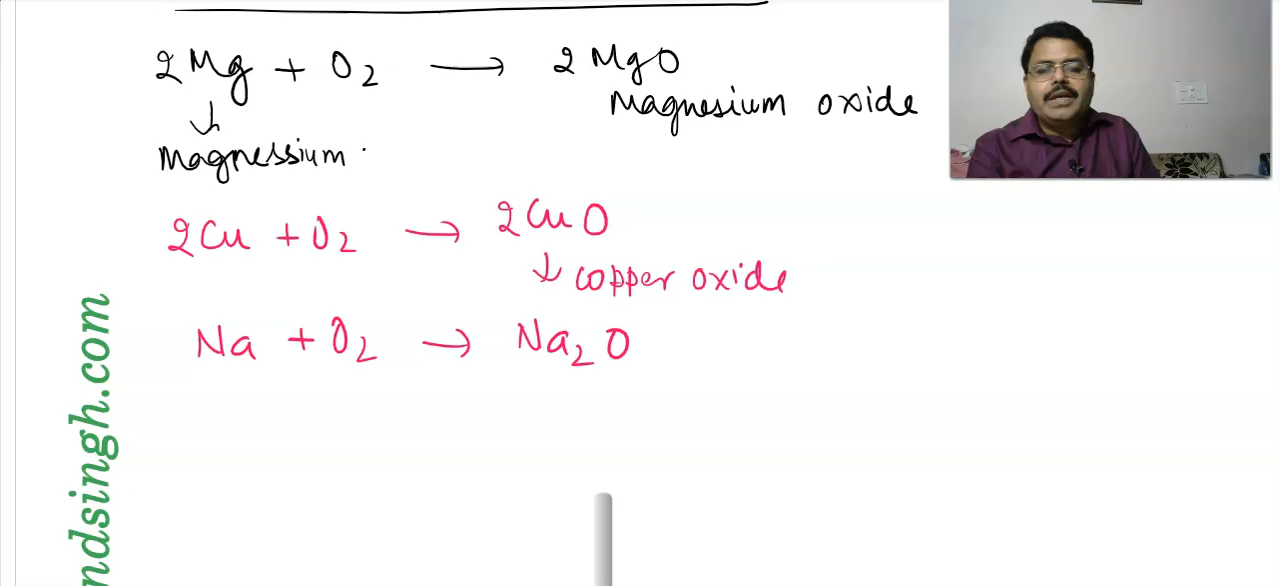 2Mg + O2 → 2MgO
Magnesium oxide
↓
Magnessium
2Cu + O2 → 2CuO
↓ copper oxide
Na + O2 → Na2O
ndsingh.com